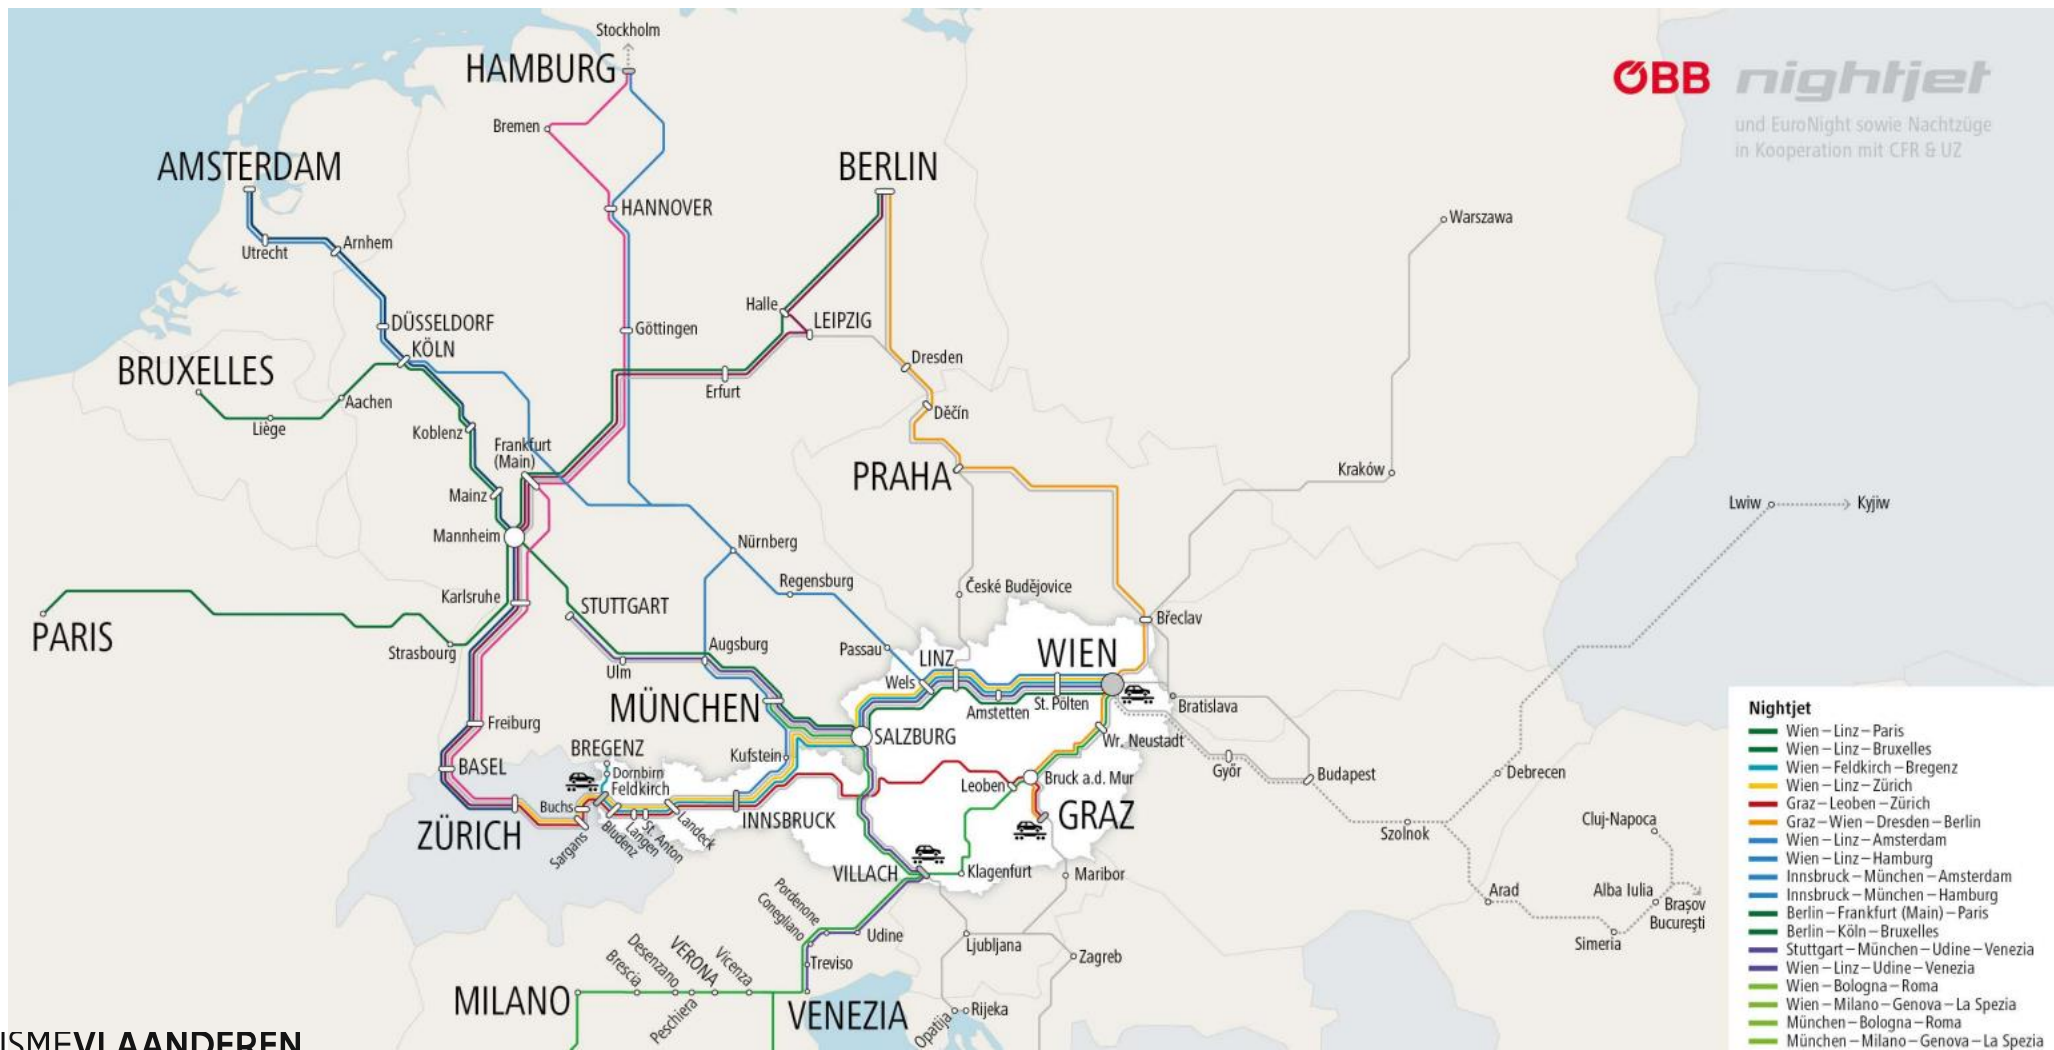 Stockholm
HAMBURG
Bremen
AMSTERDAM
BERLIN
HANNOVER
Utrecht
Arnhem
Warszawa
ÖBB nightjet
und EuroNight sowie Nachtzüge
in Kooperation mit CFR & UZ
Halle
LEIPZIG
DÜSSELDORF
KÖLN
Göttingen
BRUXELLES
Aachen
Liège
Erfurt
Dresden
Děčín
Koblenz
Frankfurt
(Main)
PRAHA
Kraków
Mainz
Lwiw
Kyjiw
Mannheim
Nürnberg
Regensburg
České Budějovice
Karlsruhe
STUTTGART
PARIS
Strasbourg
Břeclav
Augsburg
Passau
Ulm
LINZ
WIEN
Wels
MÜNCHEN
Amstetten
St. Pölten
Bratislava
Freiburg
SALZBURG
Wr. Neustadt
BREGENZ
Kufstein
BASEL
Dornbirn
Feldkirch
Leoben
Bruck a.d. Mur
Győr
Budapest
Debrecen
Buchs
ZÜRICH
INNSBRUCK
GRAZ
Sargans
Bludenz
Langen
St. Anton
Landeck
Szolnok
Cluj-Napoca
VILLACH
Klagenfurt
Maribor
Arad
Alba Iulia
Braşov
Bucureşti
Simeria
Pordenone
Conegliano
Udine
Ljubljana
Zagreb
Treviso
Brescia
Desenzano
VERONA
Vicenza
MILANO
Peschiera
VENEZIA
Opatija
Rijeka
Nightjet
Wien–Linz–Paris
Wien–Linz–Bruxelles
Wien–Feldkirch–Bregenz
Wien–Linz–Zürich
Graz–Leoben–Zürich
Graz–Wien–Dresden–Berlin
Wien–Linz–Amsterdam
Wien–Linz–Hamburg
Innsbruck–München–Amsterdam
Innsbruck–München–Hamburg
Berlin–Frankfurt (Main)–Paris
Berlin–Köln–Bruxelles
Stuttgart–München–Udine–Venezia
Wien–Linz–Udine–Venezia
Wien–Bologna–Roma
Wien–Milano–Genova–La Spezia
München–Bologna–Roma
München–Milano–Genova–La Spezia
ISMEVLAANDEREN